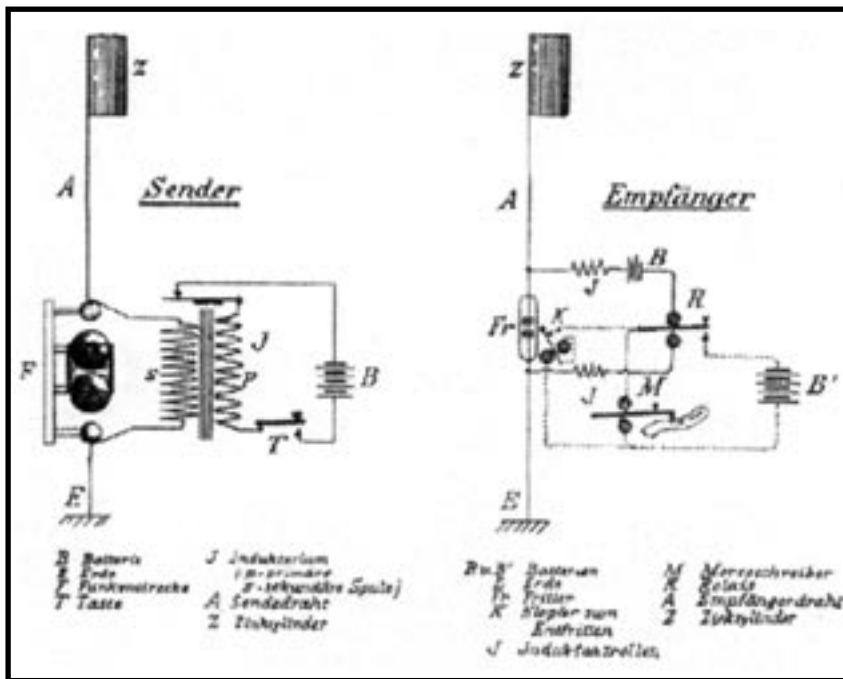 Z
Z
A
Sender
A
Empfänger
B
J
R
Fr
K
F
s
J
p
B
J
M
B'
T
E
E
B Batterie
E Erde
F Funkenstrecke
T Taste
J Induktorium
(p-primäre
s-sekundäre Spule)
A Sendedraht
Z Zinkzylinder
B u. B' Batterien
E Erde
Fr Fritter
K Klopfer zum
Entfritten
J Induktanzrollen
M Morseschreiber
R Relais
A Empfängerdraht
Z Zinkzylinder